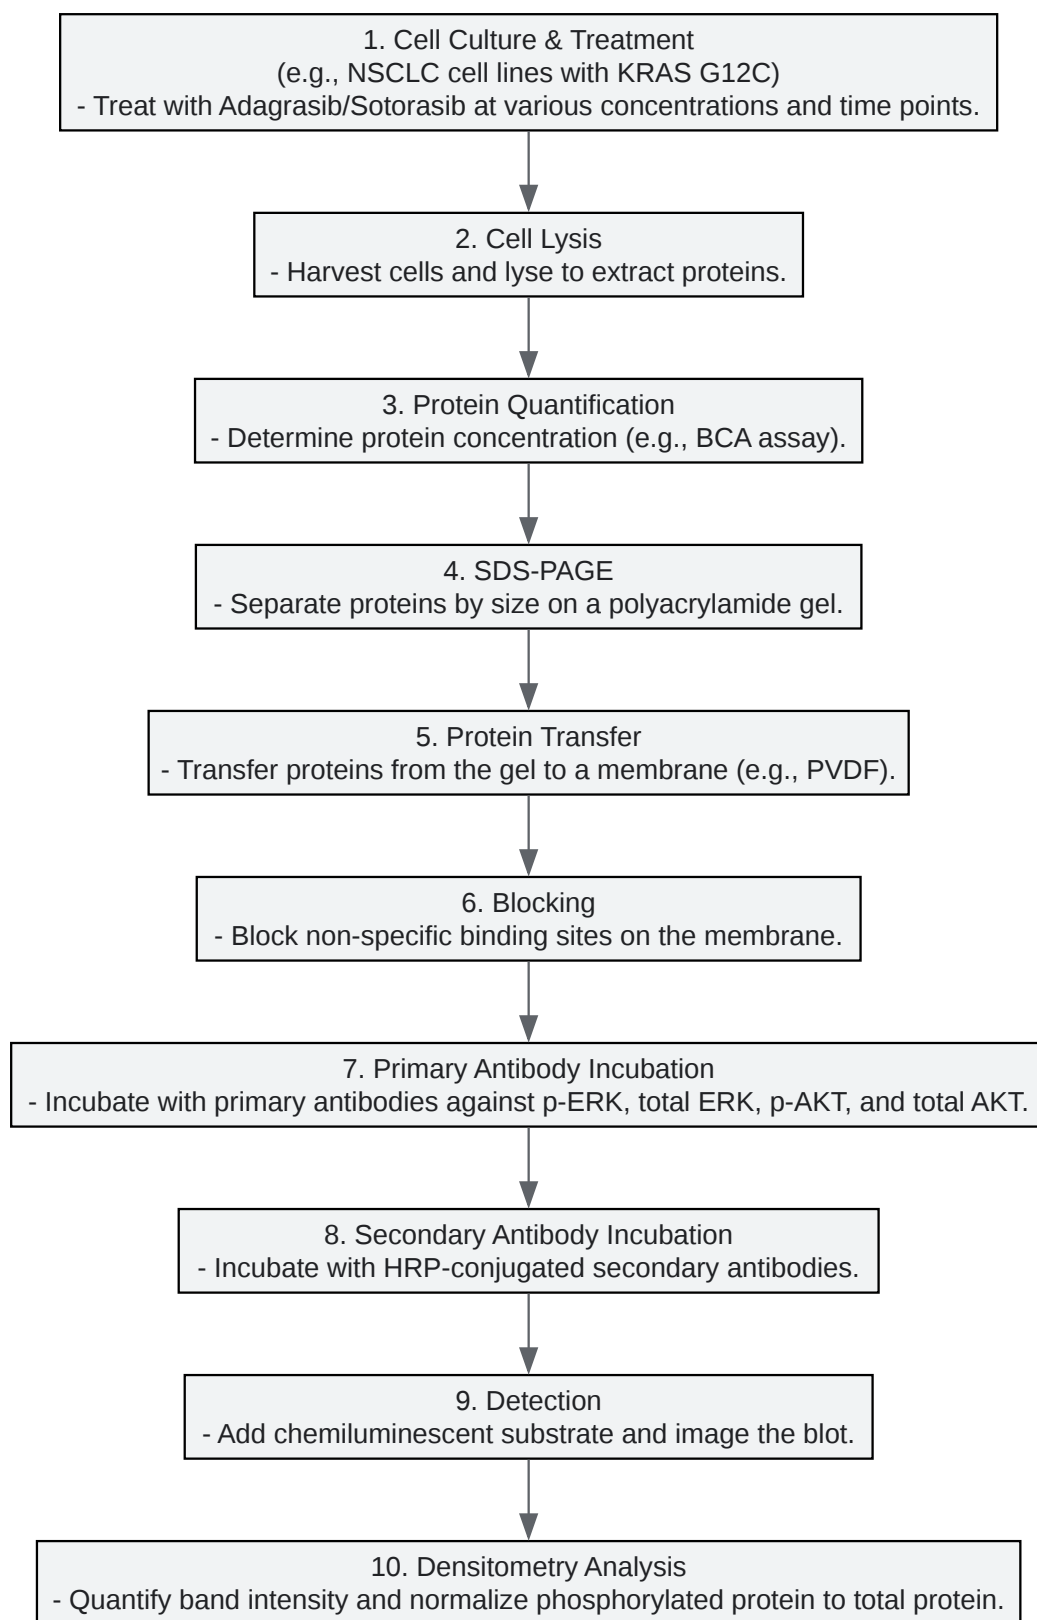 1. Cell Culture & Treatment
(e.g., NSCLC cell lines with KRAS G12C)
- Treat with Adagrasib/Sotorasib at various concentrations and time points.
2. Cell Lysis
- Harvest cells and lyse to extract proteins.
3. Protein Quantification
- Determine protein concentration (e.g., BCA assay).
4. SDS-PAGE
- Separate proteins by size on a polyacrylamide gel.
5. Protein Transfer
- Transfer proteins from the gel to a membrane (e.g., PVDF).
6. Blocking
- Block non-specific binding sites on the membrane.
7. Primary Antibody Incubation
- Incubate with primary antibodies against p-ERK, total ERK, p-AKT, and total AKT.
8. Secondary Antibody Incubation
- Incubate with HRP-conjugated secondary antibodies.
9. Detection
- Add chemiluminescent substrate and image the blot.
10. Densitometry Analysis
- Quantify band intensity and normalize phosphorylated protein to total protein.